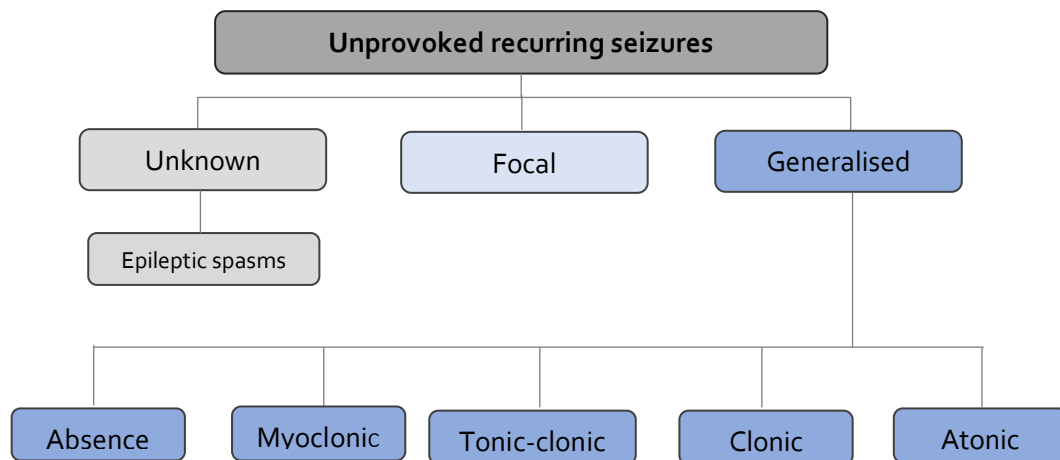 Unprovoked recurring seizures
Unknown
Focal
Generalised
Epileptic spasms
Absence
Myoclonic
Tonic-clonic
Clonic
Atonic